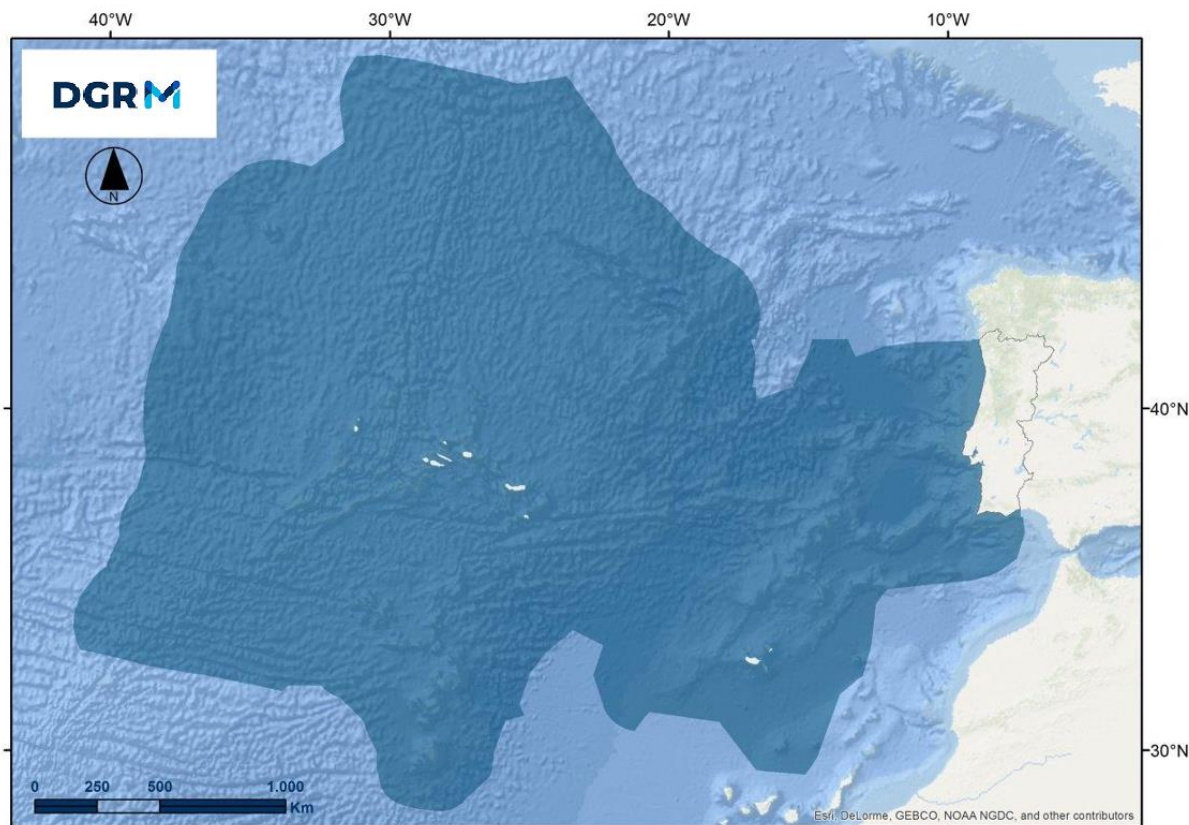 40°W 30°W 20°W 10°W
DGRM
N
40°N
30°N
0 250 500 1.000
Km
Esri, DeLorme, GEBCO, NOAA NGDC, and other contributors